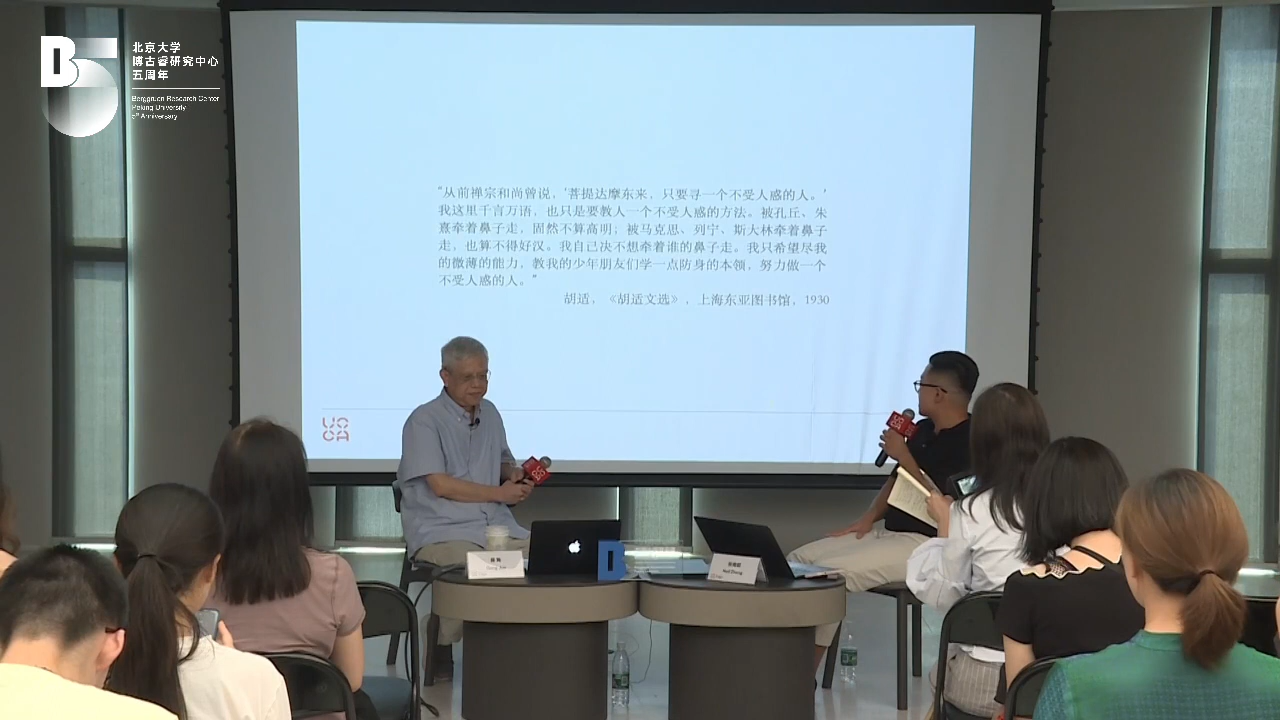 北京大学
博古睿研究中心
五周年
Berggruen Research Center
Peking University
5th Anniversary
“从前禅宗和尚曾说，‘菩提达摩东来，只要寻一个不受人惑的人。’
我这里千言万语，也只是要教人一个不受人惑的方法。被孔丘、朱
熹牵着鼻子走，固然不算高明；被马克思、列宁、斯大林牵着鼻子
走，也算不得好汉。我自己决不想牵着谁的鼻子走。我只希望尽我
的微薄的能力，教我的少年朋友们学一点防身的本领，努力做一个
不受人惑的人。”
胡适，《胡适文选》，上海东亚图书馆，1930
UC
CA